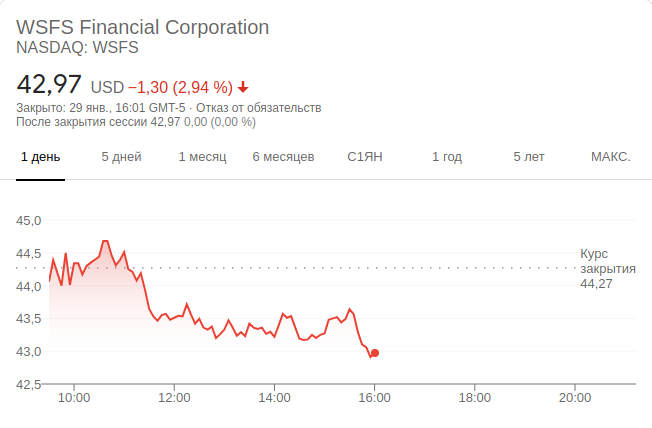 WSFS Financial Corporation
NASDAQ: WSFS
42,97 USD −1,30 (2,94 %)
Закрыто: 29 янв., 16:01 GMT-5 · Отказ от обязательств
После закрытия сессии 42,97 0,00 (0,00 %)
1 день 5 дней 1 месяц 6 месяцев С1ЯН 1 год 5 лет МАКС.
45,0
44,5
Курс
закрытия
44,27
44,0
43,5
43,0
42,5
10:00 12:00 14:00 16:00 18:00 20:00